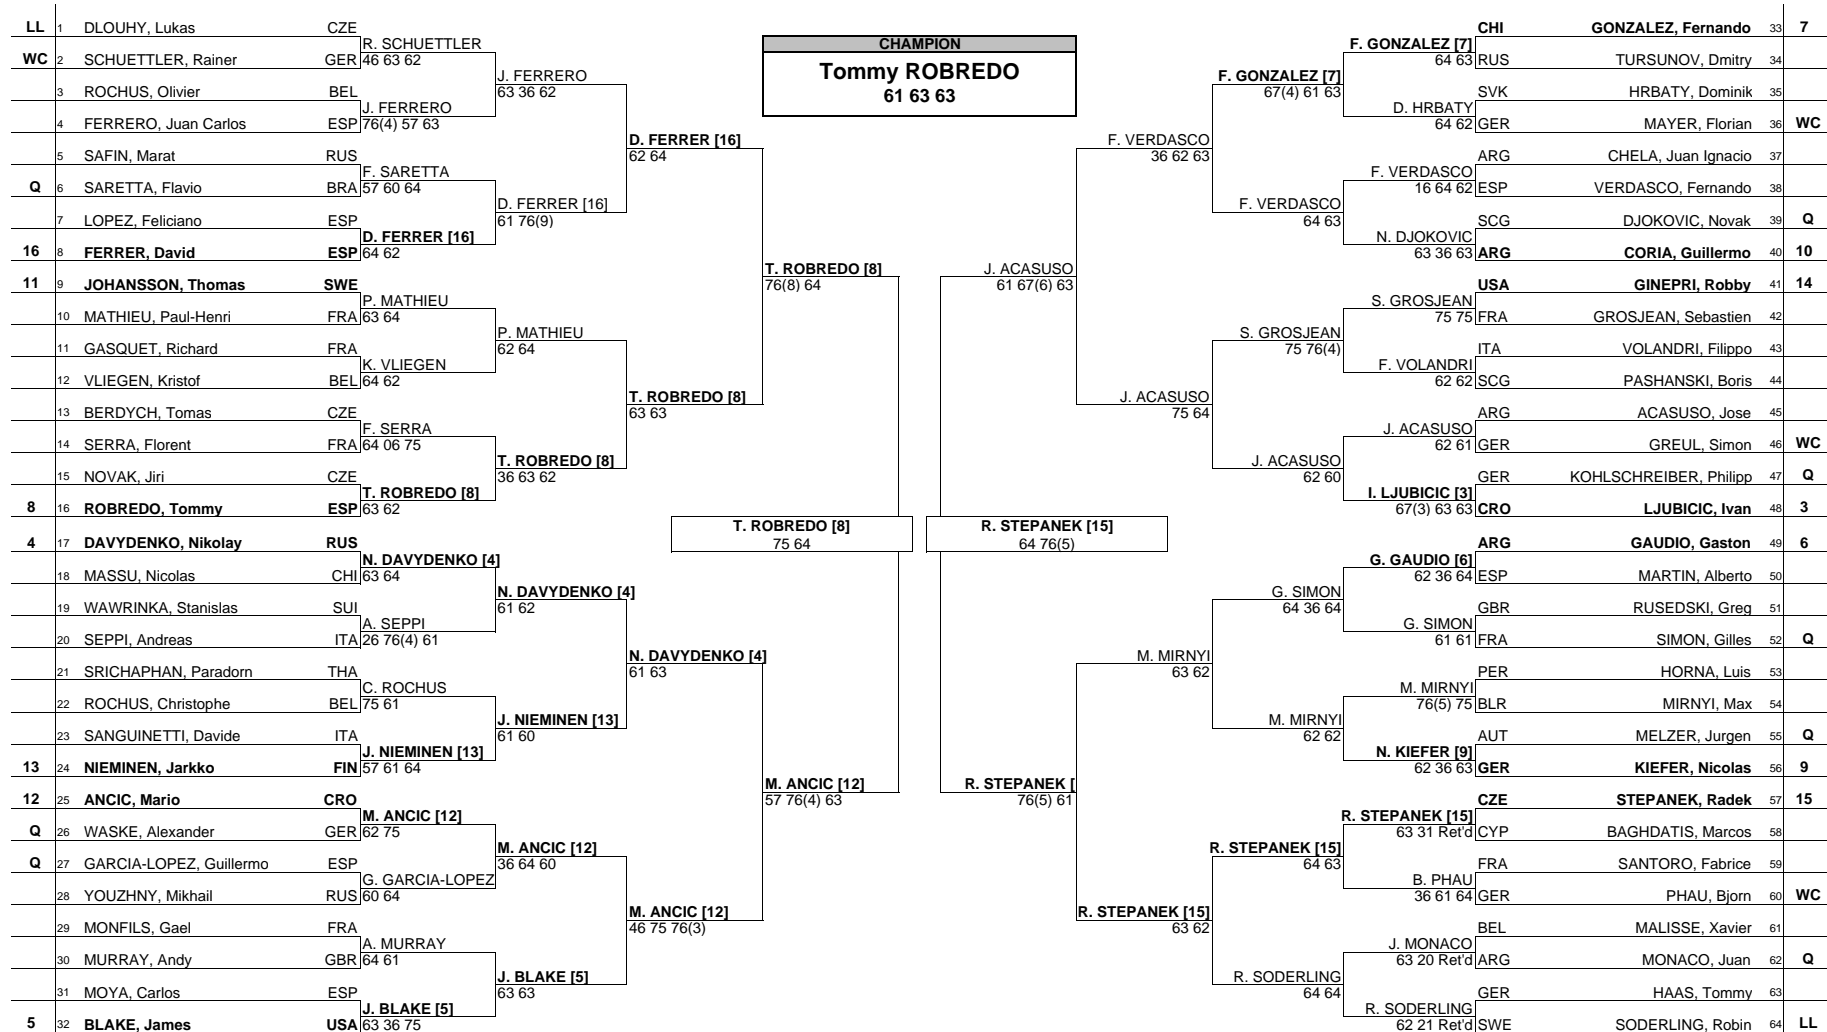 LL 1 DLOUHY, Lukas CZE
R. SCHUETTLER
WC 2 SCHUETTLER, Rainer GER 46 63 62
J. FERRERO
3 ROCHUS, Olivier BEL 63 36 62
J. FERRERO
4 FERRERO, Juan Carlos ESP 76(4) 57 63
D. FERRER [16]
5 SAFIN, Marat RUS 62 64
F. SARETTA
Q 6 SARETTA, Flavio BRA 57 60 64
D. FERRER [16]
7 LOPEZ, Feliciano ESP 61 76(9)
D. FERRER [16]
16 8 FERRER, David ESP 64 62
T. ROBREDO [8]
11 9 JOHANSSON, Thomas SWE 76(8) 64
P. MATHIEU
10 MATHIEU, Paul-Henri FRA 63 64
P. MATHIEU
11 GASQUET, Richard FRA 62 64
K. VLIEGEN
12 VLIEGEN, Kristof BEL 64 62
T. ROBREDO [8]
13 BERDYCH, Tomas CZE 63 63
F. SERRA
14 SERRA, Florent FRA 64 06 75
T. ROBREDO [8]
15 NOVAK, Jiri CZE 36 63 62
T. ROBREDO [8]
8 16 ROBREDO, Tommy ESP 63 62
T. ROBREDO [8]
75 64
4 17 DAVYDENKO, Nikolay RUS
N. DAVYDENKO [4]
18 MASSU, Nicolas CHI 63 64
N. DAVYDENKO [4]
19 WAWRINKA, Stanislas SUI 61 62
A. SEPPI
20 SEPPI, Andreas ITA 26 76(4) 61
N. DAVYDENKO [4]
21 SRICHAPHAN, Paradorn THA 61 63
C. ROCHUS
22 ROCHUS, Christophe BEL 75 61
J. NIEMINEN [13]
23 SANGUINETTI, Davide ITA 61 60
J. NIEMINEN [13]
13 24 NIEMINEN, Jarkko FIN 57 61 64
M. ANCIC [12]
12 25 ANCIC, Mario CRO 57 76(4) 63
M. ANCIC [12]
Q 26 WASKE, Alexander GER 62 75
M. ANCIC [12]
Q 27 GARCIA-LOPEZ, Guillermo ESP 36 64 60
G. GARCIA-LOPEZ
28 YOUZHNY, Mikhail RUS 60 64
M. ANCIC [12]
29 MONFILS, Gael FRA 46 75 76(3)
A. MURRAY
30 MURRAY, Andy GBR 64 61
J. BLAKE [5]
31 MOYA, Carlos ESP 63 63
J. BLAKE [5]
5 32 BLAKE, James USA 63 36 75
CHAMPION
Tommy ROBREDO
61 63 63
CHI GONZALEZ, Fernando 33 7
F. GONZALEZ [7]
64 63 RUS TURSUNOV, Dmitry 34
F. GONZALEZ [7]
67(4) 61 63 SVK HRBATY, Dominik 35
D. HRBATY
64 62 GER MAYER, Florian 36 WC
F. VERDASCO
36 62 63 ARG CHELA, Juan Ignacio 37
F. VERDASCO
16 64 62 ESP VERDASCO, Fernando 38
F. VERDASCO
64 63 SCG DJOKOVIC, Novak 39 Q
N. DJOKOVIC
63 36 63 ARG CORIA, Guillermo 40 10
J. ACASUSO
61 67(6) 63 USA GINEPRI, Robby 41 14
S. GROSJEAN
75 75 FRA GROSJEAN, Sebastien 42
S. GROSJEAN
75 76(4) ITA VOLANDRI, Filippo 43
F. VOLANDRI
62 62 SCG PASHANSKI, Boris 44
J. ACASUSO
75 64 ARG ACASUSO, Jose 45
J. ACASUSO
62 61 GER GREUL, Simon 46 WC
J. ACASUSO
62 60 GER KOHLSCHREIBER, Philipp 47 Q
I. LJUBICIC [3]
67(3) 63 63 CRO LJUBICIC, Ivan 48 3
R. STEPANEK [15]
64 76(5)
ARG GAUDIO, Gaston 49 6
G. GAUDIO [6]
62 36 64 ESP MARTIN, Alberto 50
G. SIMON
64 36 64 GBR RUSEDSKI, Greg 51
G. SIMON
61 61 FRA SIMON, Gilles 52 Q
M. MIRNYI
63 62 PER HORNA, Luis 53
M. MIRNYI
76(5) 75 BLR MIRNYI, Max 54
M. MIRNYI
62 62 AUT MELZER, Jurgen 55 Q
N. KIEFER [9]
62 36 63 GER KIEFER, Nicolas 56 9
R. STEPANEK [
76(5) 61 CZE STEPANEK, Radek 57 15
R. STEPANEK [15]
63 31 Ret'd CYP BAGHDATIS, Marcos 58
R. STEPANEK [15]
64 63 FRA SANTORO, Fabrice 59
B. PHAU
36 61 64 GER PHAU, Bjorn 60 WC
R. STEPANEK [15]
63 62 BEL MALISSE, Xavier 61
J. MONACO
63 20 Ret'd ARG MONACO, Juan 62 Q
R. SODERLING
64 64 GER HAAS, Tommy 63
R. SODERLING
62 21 Ret'd SWE SODERLING, Robin 64 LL